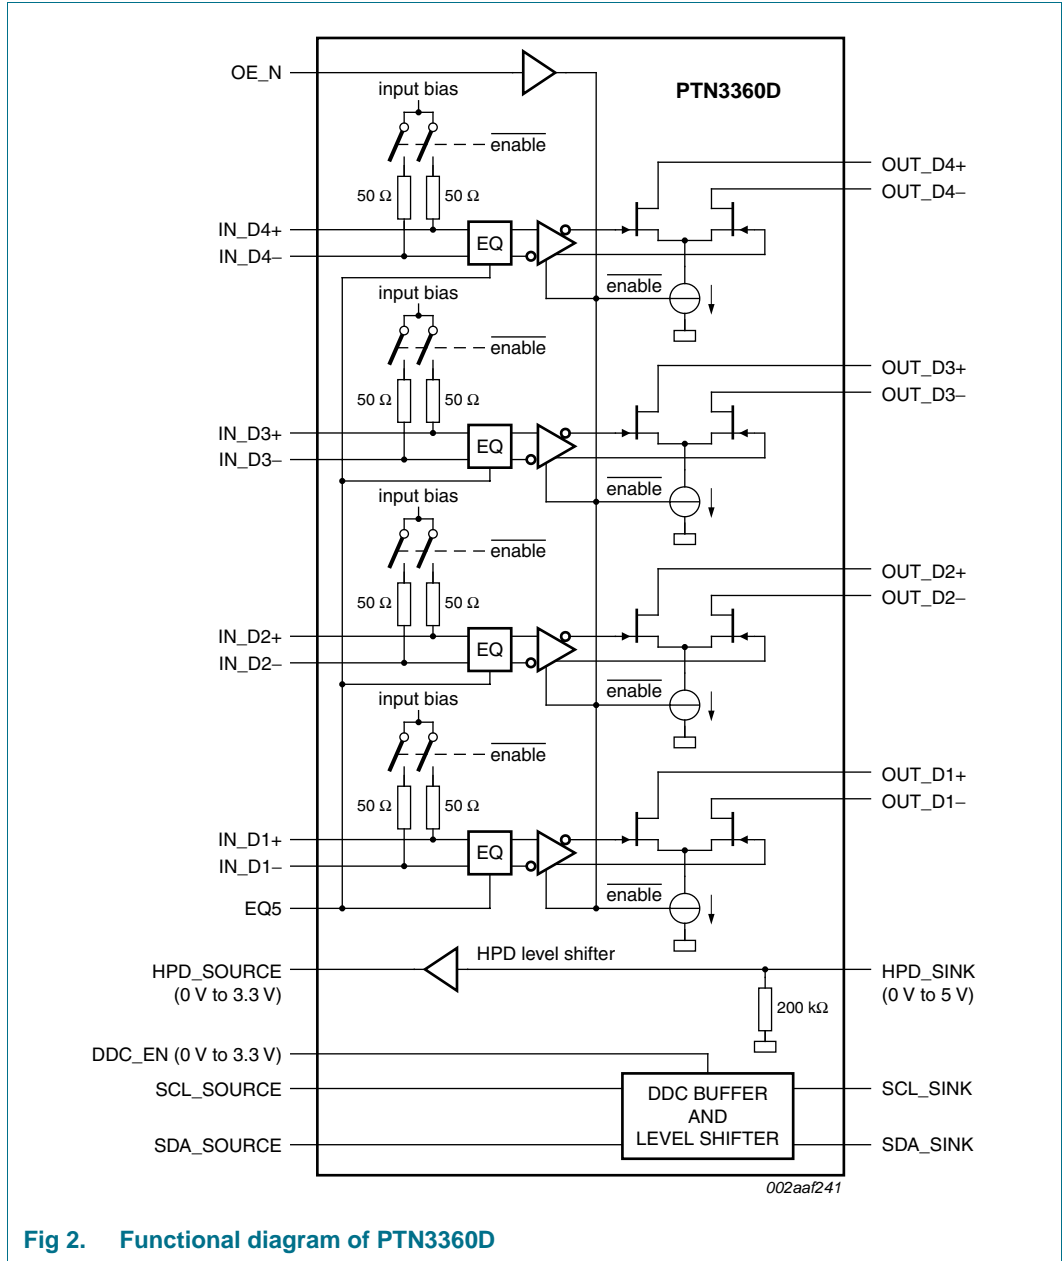 OE_N
input bias
PTN3360D
enable
50 Ω
50 Ω
OUT_D4+
OUT_D4−
IN_D4+
IN_D4−
EQ
enable
input bias
enable
50 Ω
50 Ω
OUT_D3+
OUT_D3−
IN_D3+
IN_D3−
EQ
enable
input bias
enable
50 Ω
50 Ω
OUT_D2+
OUT_D2−
IN_D2+
IN_D2−
EQ
enable
input bias
enable
50 Ω
50 Ω
OUT_D1+
OUT_D1−
IN_D1+
IN_D1−
EQ
enable
EQ5
HPD level shifter
HPD_SOURCE
(0 V to 3.3 V)
HPD_SINK
(0 V to 5 V)
200 kΩ
DDC_EN (0 V to 3.3 V)
SCL_SOURCE
DDC BUFFER
AND
LEVEL SHIFTER
SCL_SINK
SDA_SOURCE
SDA_SINK
002aaf241
Fig 2. Functional diagram of PTN3360D